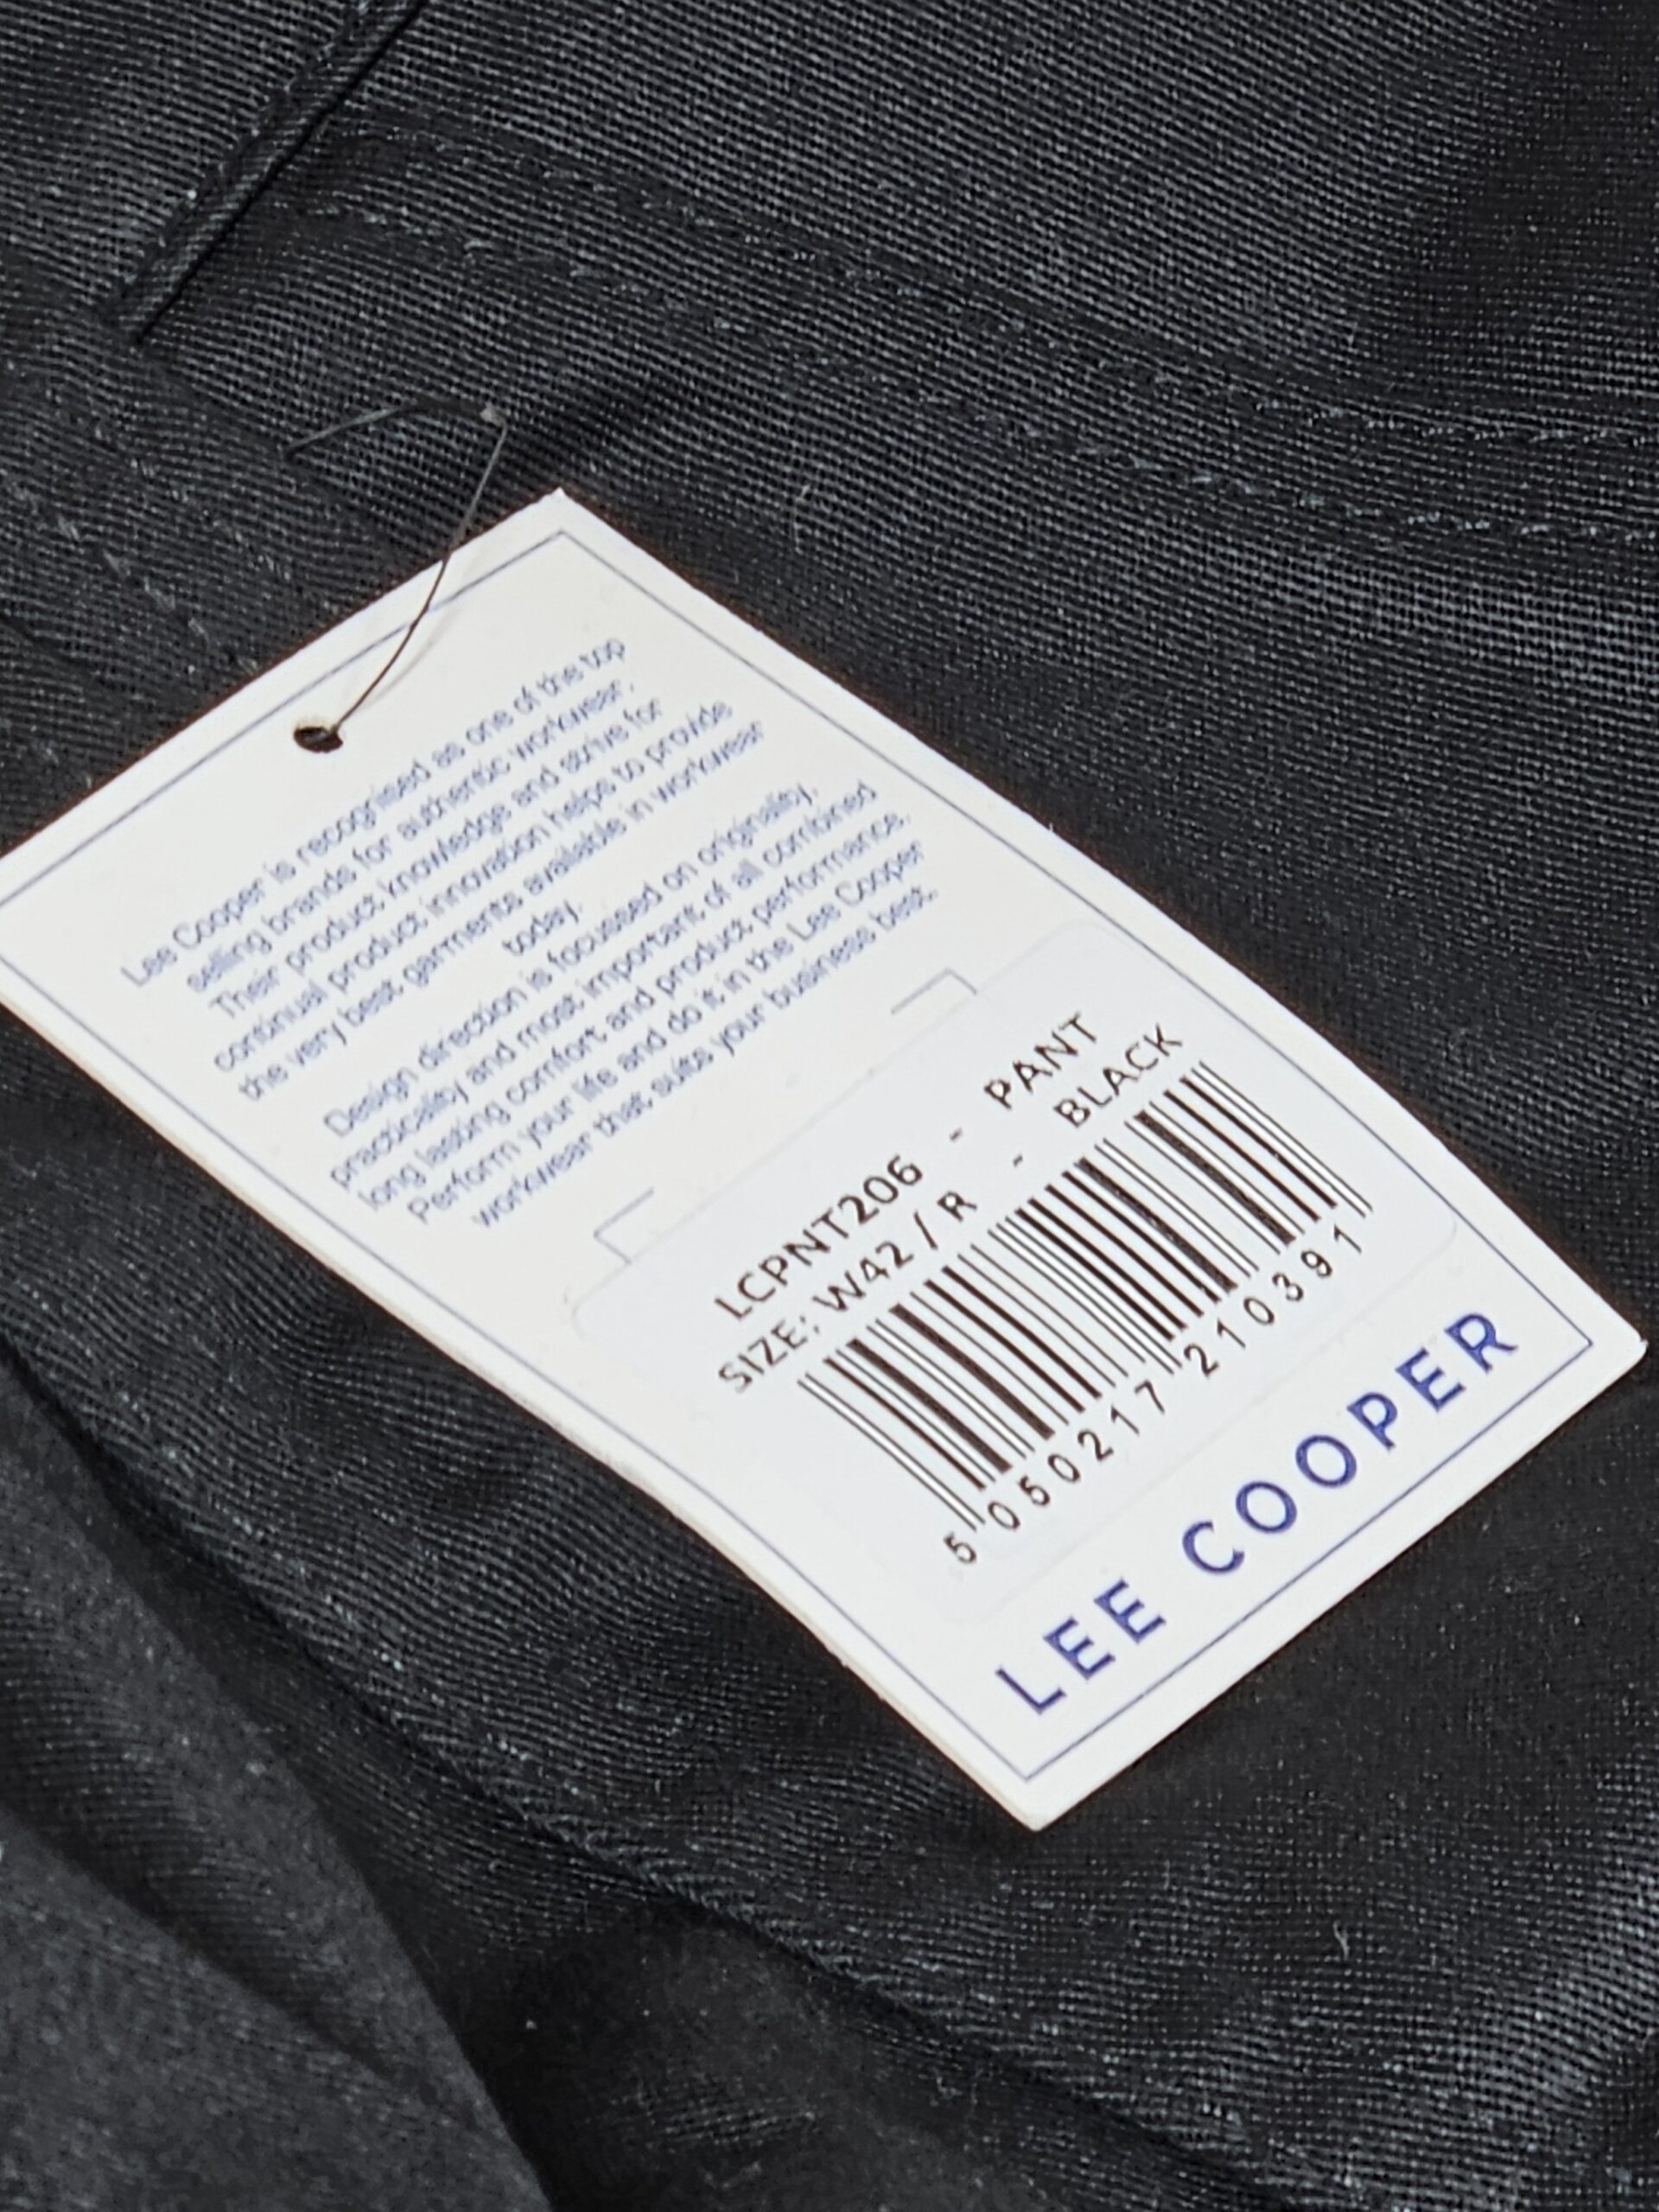 Lee Cooper is recognised as one of the top
selling brands for authentic workwear.
Their product knowledge and strive for
continual product innovation helps to provide
the very best garments available in workwear
today.
Design direction is focussed on originality,
practicality and most important of all combined
long lasting comfort and product performance.
Perform your life and do it in the Lee Cooper
workwear that suits your business best.
LCPNT206 - PANT
SIZE: W42 / R - BLACK
5 050217 210391
LEE COOPER